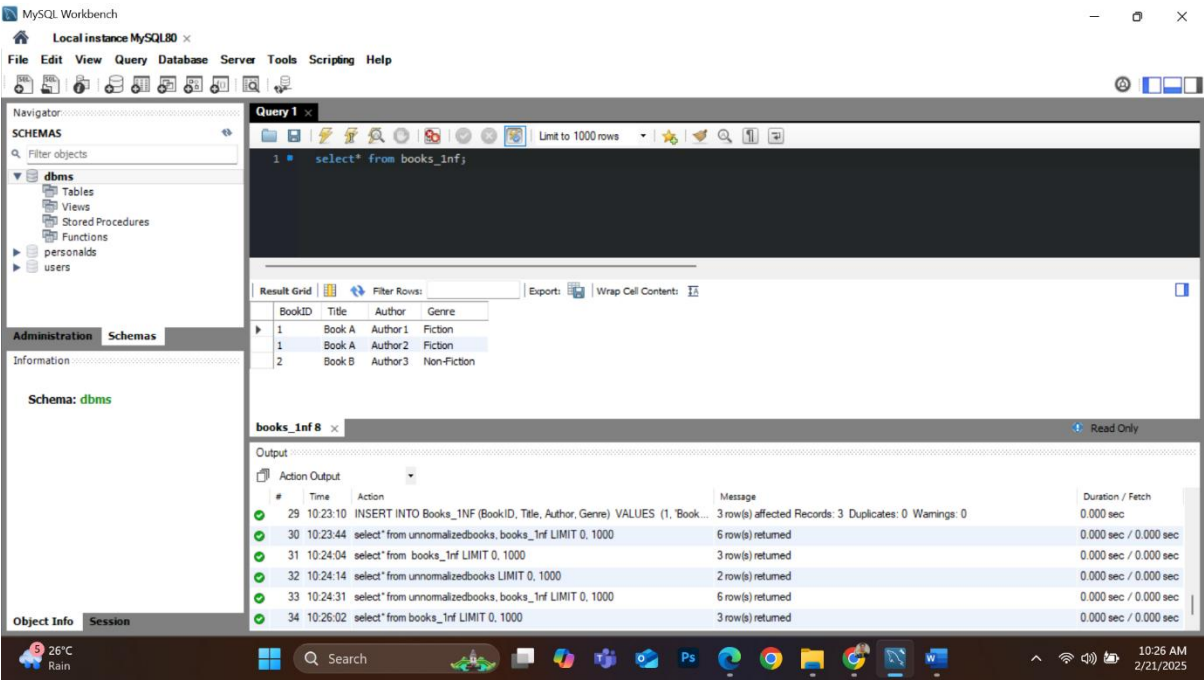 MySQL Workbench
Local instance MySQL80
File Edit View Query Database Server Tools Scripting Help
Navigator
SCHEMAS
Filter objects
dbms
Tables
Views
Stored Procedures
Functions
personalds
users
Administration Schemas
Information
Schema: dbms
Object Info Session
Query 1
Limit to 1000 rows
1 select* from books_1nf;
Result Grid Filter Rows: Export: Wrap Cell Content:
BookID Title Author Genre
1 Book A Author1 Fiction
1 Book A Author2 Fiction
2 Book B Author3 Non-Fiction
books_1nf 8 Read Only
Output
Action Output
# Time Action Message Duration / Fetch
29 10:23:10 INSERT INTO Books_1NF (BookID, Title, Author, Genre) VALUES (1, 'Book... 3 row(s) affected Records: 3 Duplicates: 0 Warnings: 0 0.000 sec
30 10:23:44 select* from unnormalizedbooks, books_1nf LIMIT 0, 1000 6 row(s) returned 0.000 sec / 0.000 sec
31 10:24:04 select* from books_1nf LIMIT 0, 1000 3 row(s) returned 0.000 sec / 0.000 sec
32 10:24:14 select* from unnormalizedbooks LIMIT 0, 1000 2 row(s) returned 0.000 sec / 0.000 sec
33 10:24:31 select* from unnormalizedbooks, books_1nf LIMIT 0, 1000 6 row(s) returned 0.000 sec / 0.000 sec
34 10:26:02 select* from books_1nf LIMIT 0, 1000 3 row(s) returned 0.000 sec / 0.000 sec
5 26°C
Rain
Search
Ps
10:26 AM
2/21/2025